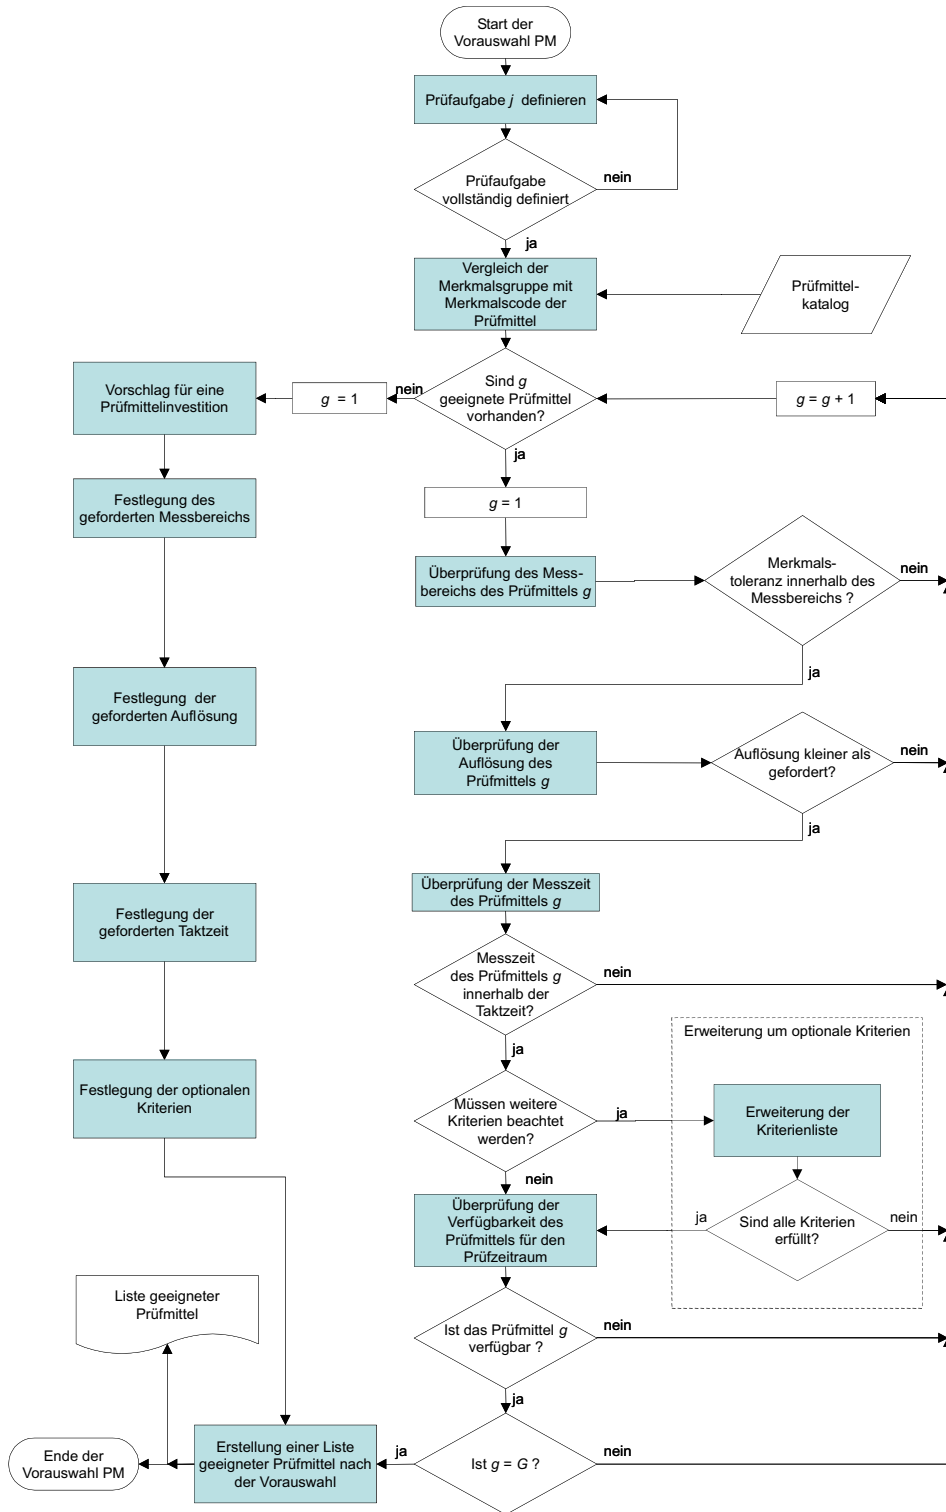 Start der
Vorauswahl PM
Prüfaufgabe j definieren
Prüfaufgabe
vollständig definiert
nein
ja
Vergleich der
Merkmalsgruppe mit
Merkmalscode der
Prüfmittel
Prüfmittel-
katalog
Sind g
geeignete Prüfmittel
vorhanden?
nein
g = 1
Vorschlag für eine
Prüfmittelinvestition
g = g + 1
ja
g = 1
Festlegung des
geforderten Messbereichs
Überprüfung des Mess-
bereichs des Prüfmittels g
Merkmals-
toleranz innerhalb des
Messbereichs ?
nein
ja
Festlegung der
geforderten Auflösung
Überprüfung der
Auflösung des
Prüfmittels g
Auflösung kleiner als
gefordert?
nein
ja
Überprüfung der Messzeit
des Prüfmittels g
Festlegung der
geforderten Taktzeit
Messzeit
des Prüfmittels g
innerhalb der
Taktzeit?
nein
ja
Erweiterung um optionale Kriterien
Festlegung der optionalen
Kriterien
Müssen weitere
Kriterien beachtet
werden?
ja
Erweiterung der
Kriterienliste
nein
Überprüfung der
Verfügbarkeit des
Prüfmittels für den
Prüfzeitraum
ja
Sind alle Kriterien
erfüllt?
nein
Liste geeigneter
Prüfmittel
Ist das Prüfmittel g
verfügbar ?
nein
ja
Ende der
Vorauswahl PM
Erstellung einer Liste
geeigneter Prüfmittel nach
der Vorauswahl
ja
Ist g = G ?
nein